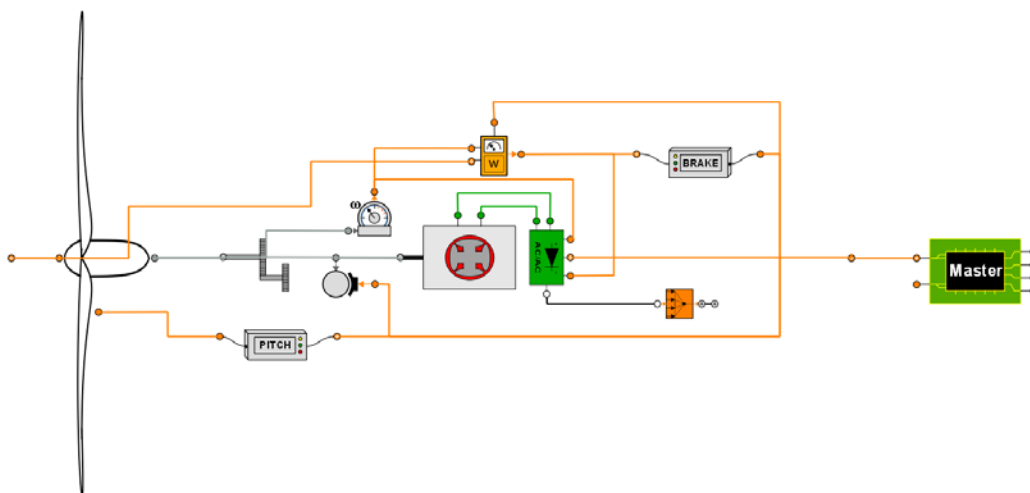 W
BRAKE
ω
AC/AC
Master
PITCH